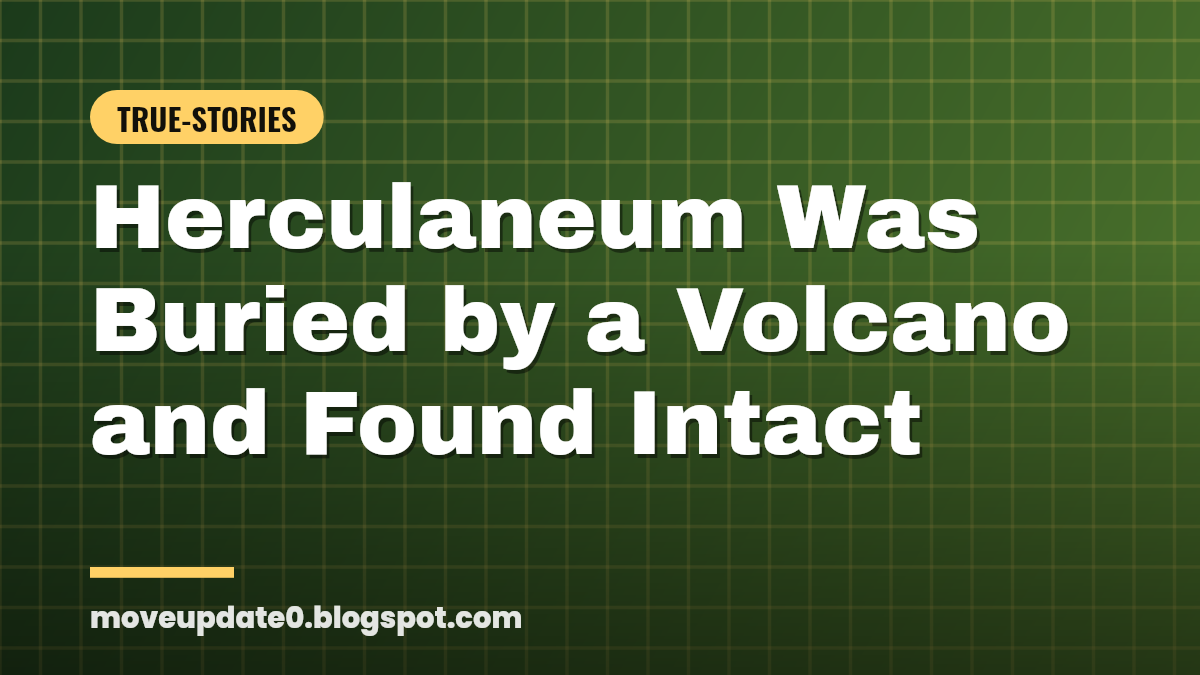 TRUE-STORIES
Herculaneum Was
Buried by a Volcano
and Found Intact
moveupdate0.blogspot.com